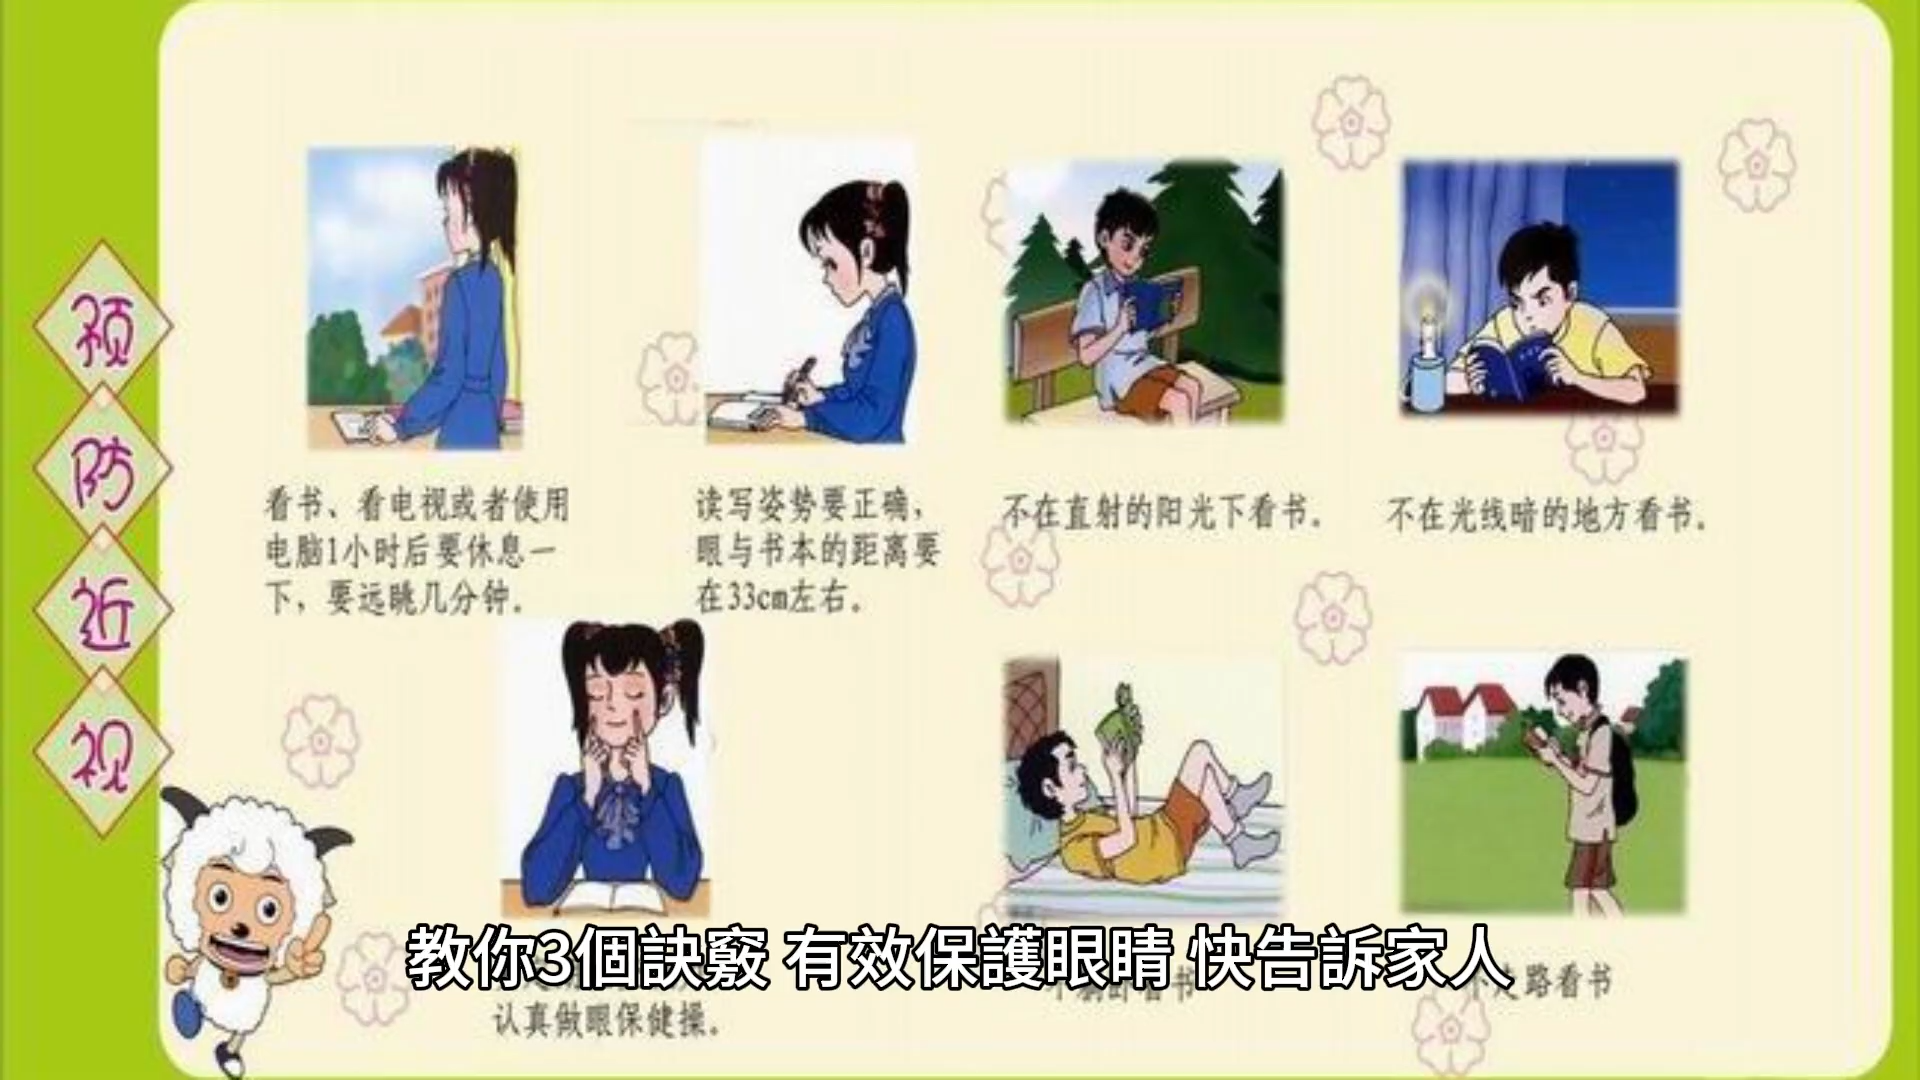 预
防
近
视
看书、看电视或者使用
电脑1小时后要休息一
下，要远眺几分钟.
读写姿势要正确，
眼与书本的距离要
在33cm左右.
不在直射的阳光下看书.
不在光线暗的地方看书.
认真做眼保健操.
看书
走路看书
教你3個訣竅 有效保護眼睛 快告訴家人